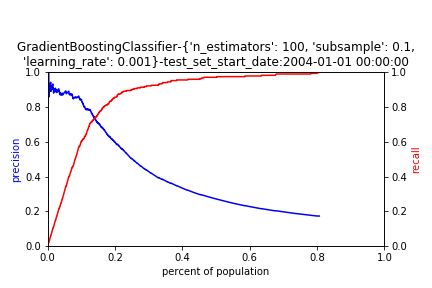 GradientBoostingClassifier-{'n_estimators': 100, 'subsample': 0.1,
'learning_rate': 0.001}-test_set_start_date:2004-01-01 00:00:00
1.0
0.8
0.6
0.4
0.2
0.0
precision
1.0
0.8
0.6
0.4
0.2
0.0
recall
0.0 0.2 0.4 0.6 0.8 1.0
percent of population